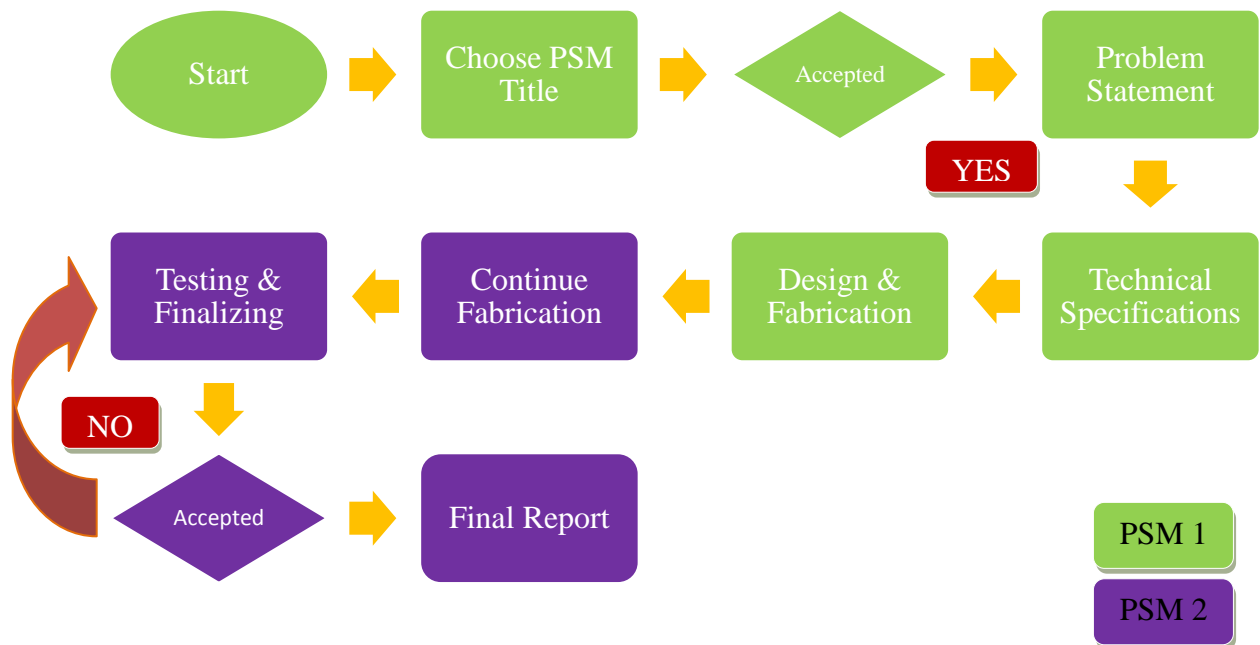 Start
Choose PSM
Title
Accepted
Problem
Statement
YES
Technical
Specifications
Design &
Fabrication
Continue
Fabrication
Testing &
Finalizing
NO
Accepted
Final Report
PSM 1
PSM 2